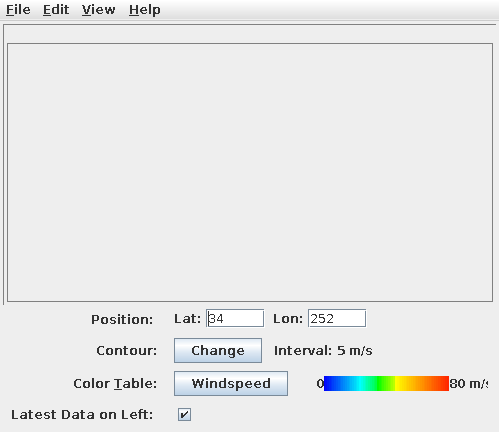 File Edit View Help
Position: Lat: 34 Lon: 252
Contour: Change Interval: 5 m/s
Color Table: Windspeed 0 80 m/s
Latest Data on Left: